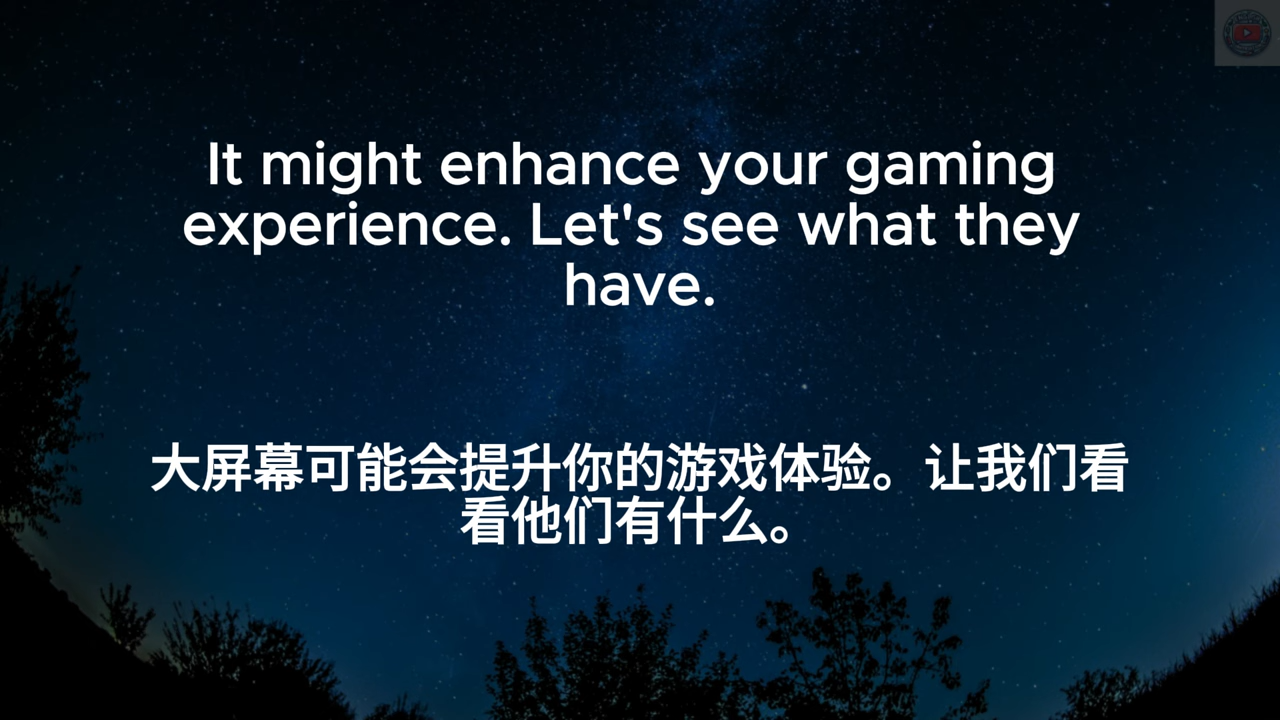 It might enhance your gaming
experience. Let's see what they
have.
大屏幕可能会提升你的游戏体验。让我们看
看他们有什么。